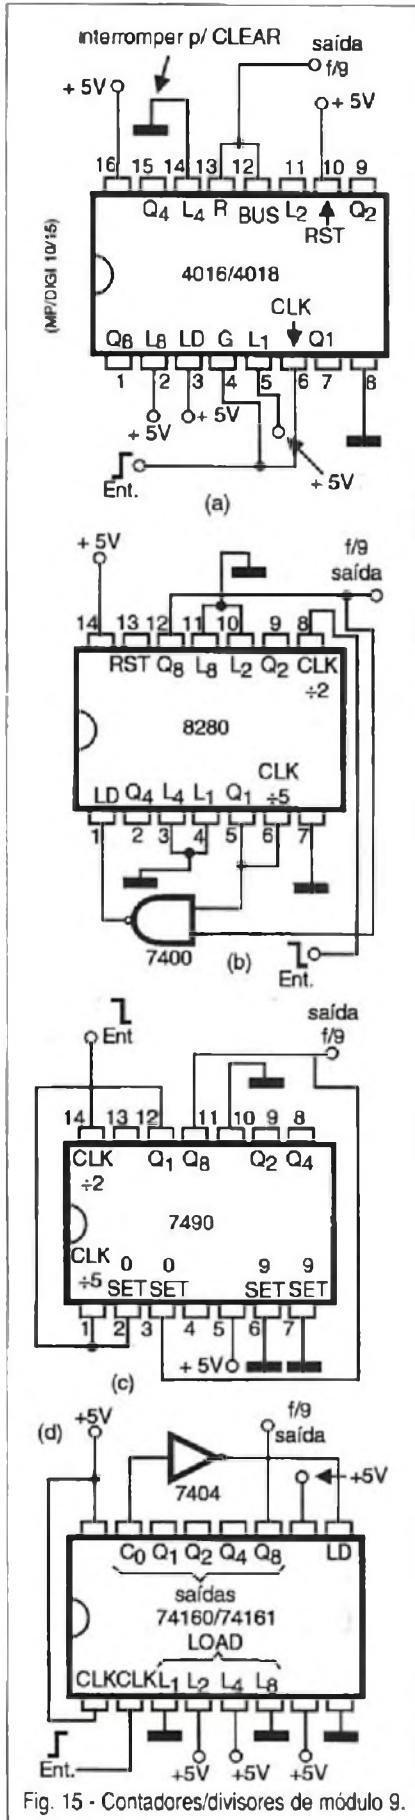 interromper p/ CLEAR
saída
f/9
+ 5V
+ 5V
16 15 14 13 12 11 10 9
Q4 L4 R BUS L2 Q2
RST
(MP/DIGI 10/15)
4016/4018
CLK
Q8 L8 LD G L1 Q1
1 2 3 4 5 6 7 8
+ 5V
+ 5V
+ 5V
Ent.
(a)
+ 5V
f/9
saída
14 13 12 11 10 9 8
RST Q8 L8 L2 Q2 CLK
÷2
8280
CLK
LD Q4 L4 L1 Q1 ÷5
1 2 3 4 5 6 7
7400
(b)
Ent.
Ent
saída
f/9
14 13 12 11 10 9 8
CLK Q1 Q8 Q2 Q4
÷2
7490
CLK 0 0 9 9
÷5 SET SET SET SET
1 2 3 4 5 6 7
+ 5V
(c)
(d)
+5V
f/9
saída
+5V
7404
C0 Q1 Q2 Q4 Q8 LD
saídas
74160/74161
LOAD
CLK CLK L1 L2 L4 L8
Ent.
+5V +5V +5V
Fig. 15 - Contadores/divisores de módulo 9.